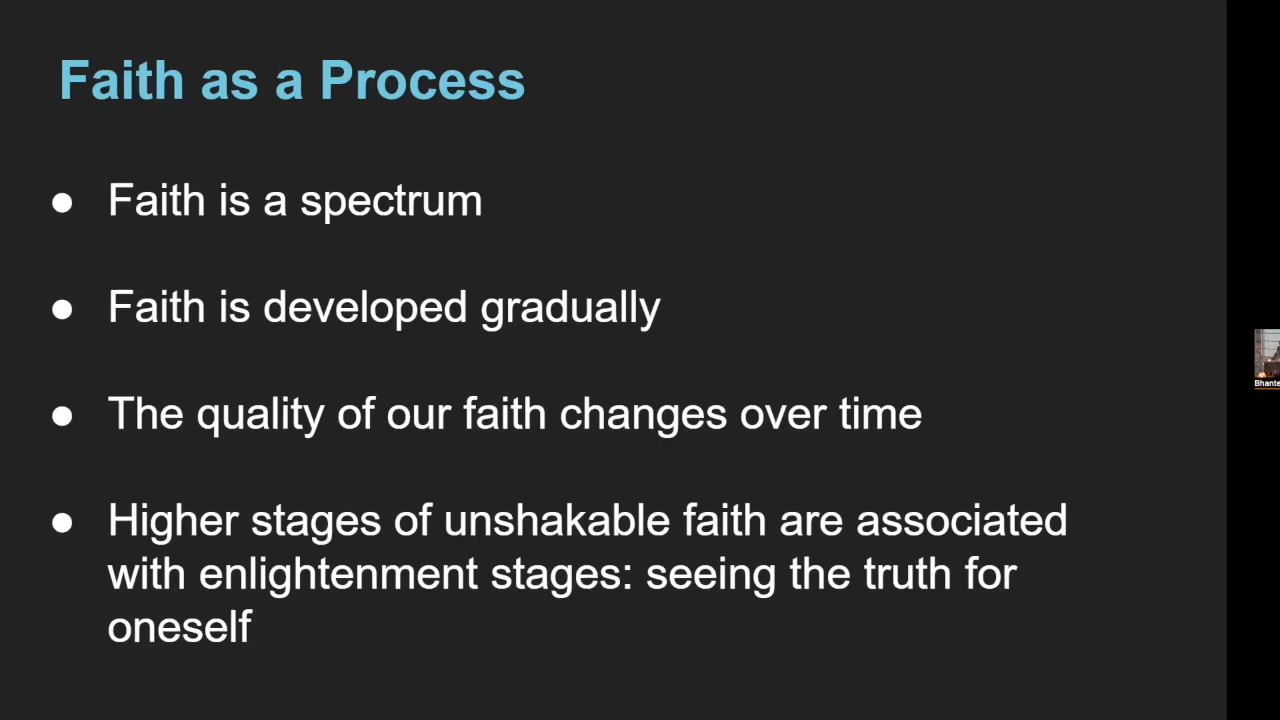 Faith as a Process
● Faith is a spectrum
● Faith is developed gradually
● The quality of our faith changes over time
● Higher stages of unshakable faith are associated
with enlightenment stages: seeing the truth for
oneself
Bhante